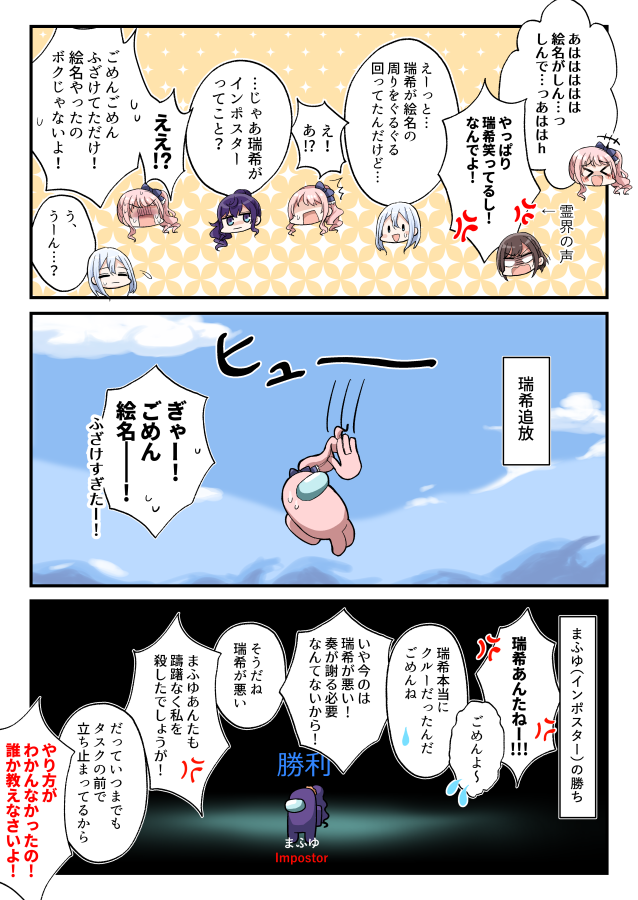 あはははははは
絵名がしん…っ
しんで…っあははh
やっぱり
瑞希笑ってるし!
なんでよ!
←霊界の声
えーっと…
瑞希が絵名の
周りをぐるぐる
回ってたんだけど…
え!
あ!?
…じゃあ瑞希が
インポスター
ってこと?
ええ!?
ごめんごめん
ふざけてただけ!
絵名やったの
ボクじゃないよ!
う、
うーん…?
瑞希追放
ヒュー
ぎゃー!
ごめん
絵名——!
ふざけすぎたー!
まふゆ(インポスター)の勝ち
瑞希あんたねー!!!
ごめんよ〜
瑞希本当に
クルーだったんだ
ごめんね
いや今のは
瑞希が悪い!
奏が謝る必要
なんてないから!
そうだね
瑞希が悪い
まふゆあんたも
躊躇なく私を
殺したでしょうが!
だっていつまでも
タスクの前で
立ち止まってるから
やり方が
わかんなかったの!
誰か教えなさいよ!
勝利
まふゆ
Impostor